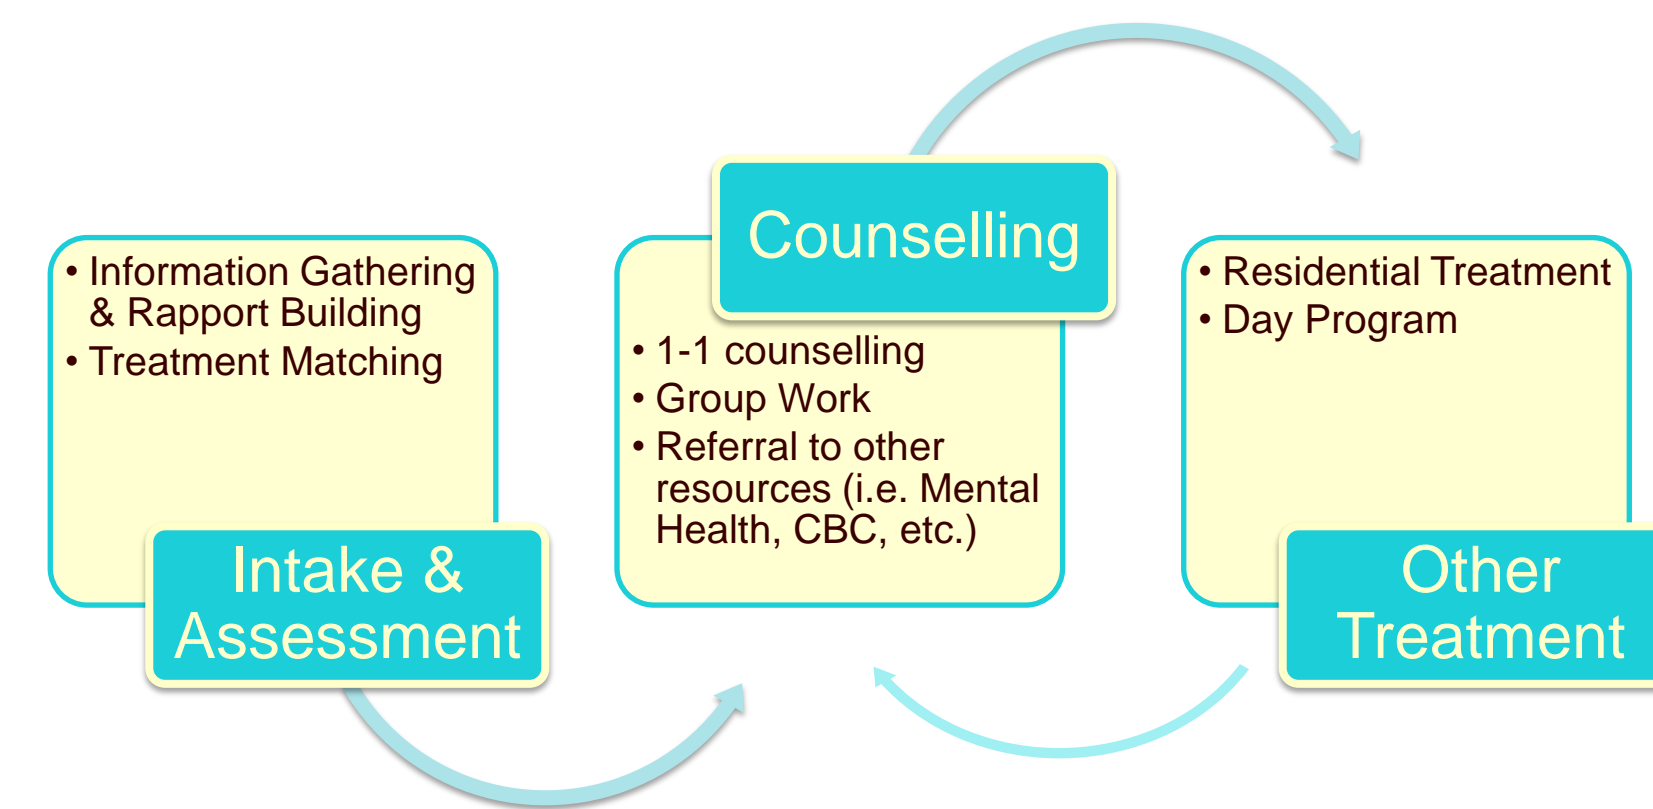 • Information Gathering
& Rapport Building
• Treatment Matching
Intake &
Assessment
Counselling
• 1-1 counselling
• Group Work
• Referral to other
resources (i.e. Mental
Health, CBC, etc.)
• Residential Treatment
• Day Program
Other
Treatment